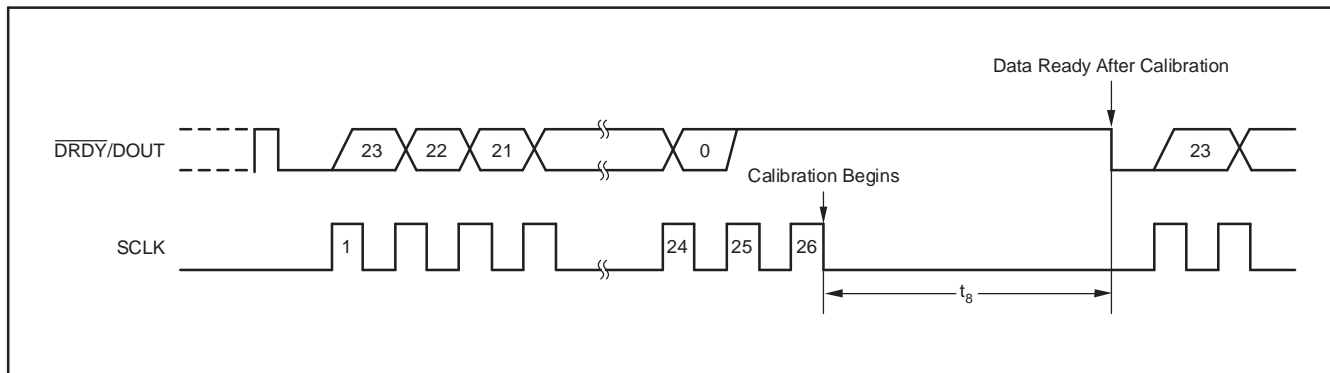 Data Ready After Calibration
DRDY/DOUT
23 22 21 0 23
Calibration Begins
SCLK
1 24 25 26
t8